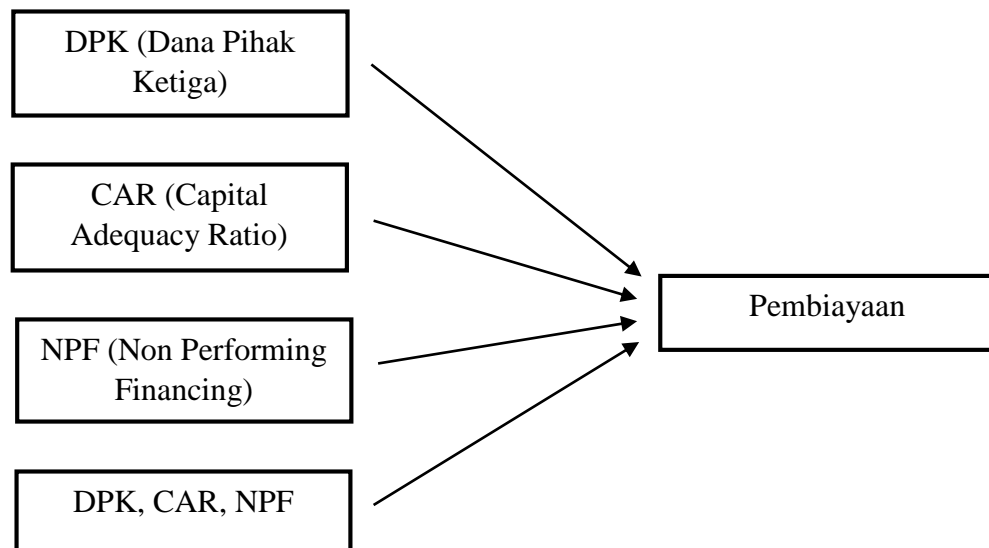 DPK (Dana Pihak
Ketiga)
CAR (Capital
Adequacy Ratio)
NPF (Non Performing
Financing)
DPK, CAR, NPF
Pembiayaan